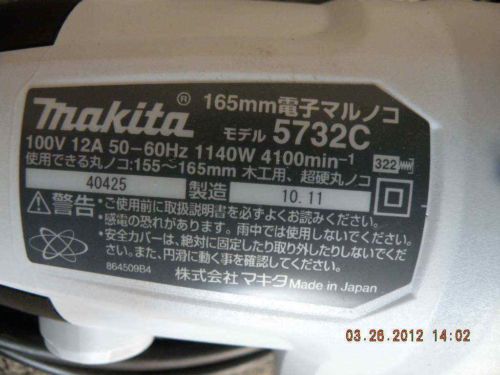 makita® 165mm電子マルノコ
モデル 5732C
100V 12A 50-60Hz 1140W 4100min⁻¹
使用できる丸ノコ:155～165mm 木工用、超硬丸ノコ
322
40425 製造 10.11
⚠警告・ご使用前に取扱説明書を必ずよくお読みください。
・感電の恐れがあります。雨中では使用しないでください。
・安全カバーは、絶対に固定したり取り外したりしないでくだ
さい。また、円滑に動く事を確認してください。
864509B4 株式会社マキタ Made in Japan
03.26.2012 14:02